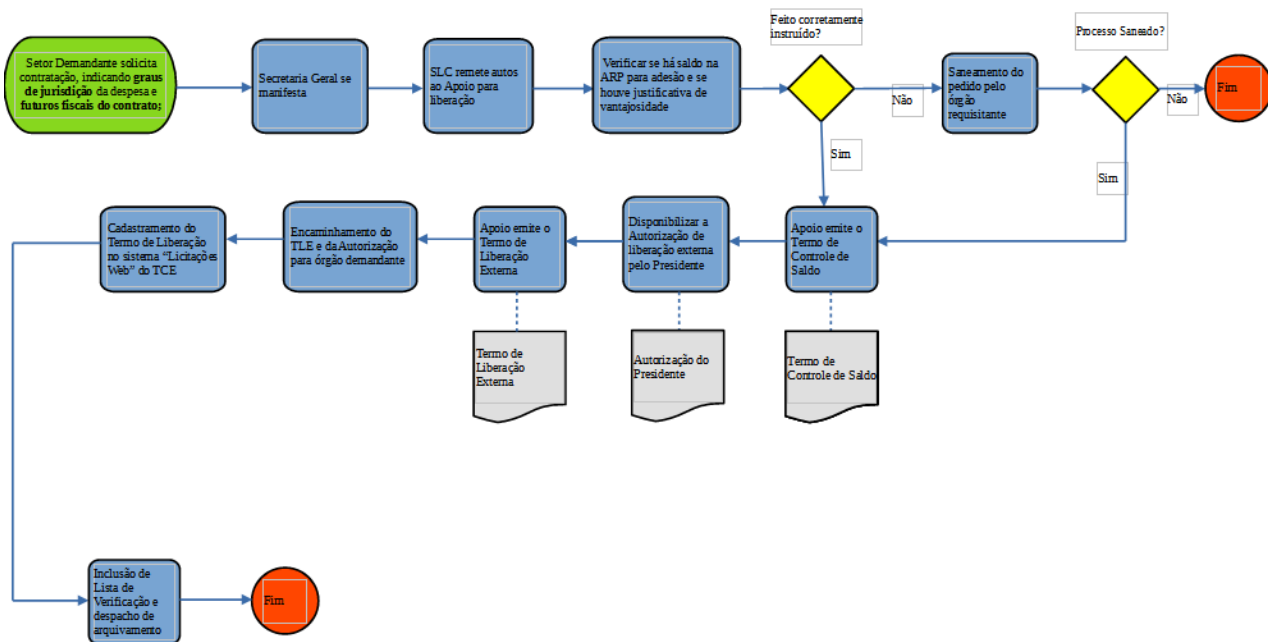 Setor Demandante solicita
contratação, indicando graus
de jurisdição da despesa e
futuros fiscais do contrato;
Secretaria Geral se
manifesta
SLC remete autos
ao Apoio para
liberação
Verificar se há saldo na
ARP para adesão e se
houve justificativa de
vantajosidade
Feito corretamente
instruído?
Não
Sim
Saneamento do
pedido pelo
órgão
requisitante
Processo Saneado?
Não
Sim
Fim
Apoio emite o
Termo de
Controle de
Saldo
Disponibilizar a
Autorização de
liberação externa
pelo Presidente
Apoio emite o
Termo de
Liberação
Externa
Encaminhamento do
TLE e da Autorização
para órgão demandante
Cadastramento do
Termo de Liberação
no sistema “Licitações
Web” do TCE
Termo de
Liberação
Externa
Autorização do
Presidente
Termo de
Controle de Saldo
Inclusão de
Lista de
Verificação e
despacho de
arquivamento
Fim